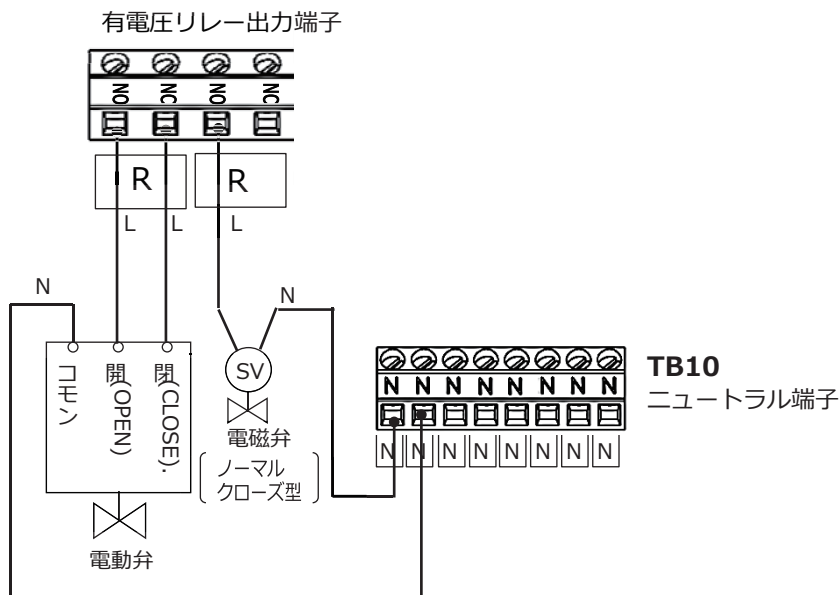 有電圧リレー出力端子
NO NC NO NC
R R
L L L
N N
コモン
開(OPEN)
閉(CLOSE).
SV
電磁弁
ノーマル
クローズ型
電動弁
N N N N N N N N
N N N N N N N N
TB10
ニュートラル端子